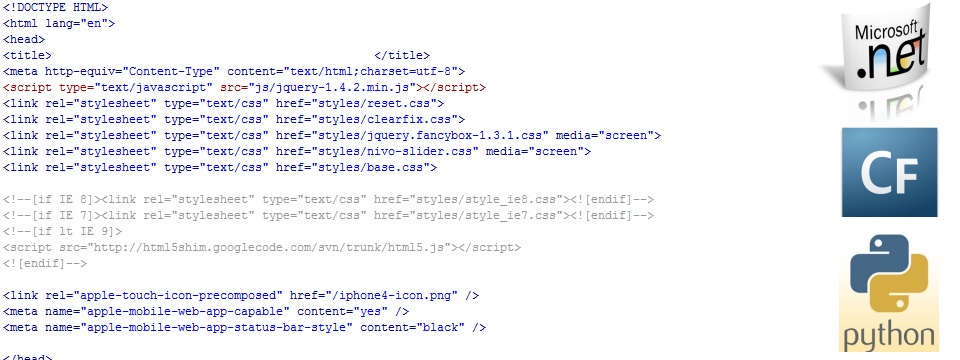 <!DOCTYPE HTML>
<html lang="en">
<head>
<title> </title>
<meta http-equiv="Content-Type" content="text/html;charset=utf-8">
<script type="text/javascript" src="js/jquery-1.4.2.min.js"></script>
<link rel="stylesheet" type="text/css" href="styles/reset.css">
<link rel="stylesheet" type="text/css" href="styles/clearfix.css">
<link rel="stylesheet" type="text/css" href="styles/jquery.fancybox-1.3.1.css" media="screen">
<link rel="stylesheet" type="text/css" href="styles/nivo-slider.css" media="screen">
<link rel="stylesheet" type="text/css" href="styles/base.css">
<!--[if IE 8]><link rel="stylesheet" type="text/css" href="styles/style_ie8.css"><![endif]-->
<!--[if IE 7]><link rel="stylesheet" type="text/css" href="styles/style_ie7.css"><![endif]-->
<!--[if lt IE 9]>
<script src="http://html5shim.googlecode.com/svn/trunk/html5.js"></script>
<![endif]-->
<link rel="apple-touch-icon-precomposed" href="/iphone4-icon.png" />
<meta name="apple-mobile-web-app-capable" content="yes" />
<meta name="apple-mobile-web-app-status-bar-style" content="black" />
</head>
Microsoft
.net
CF
python